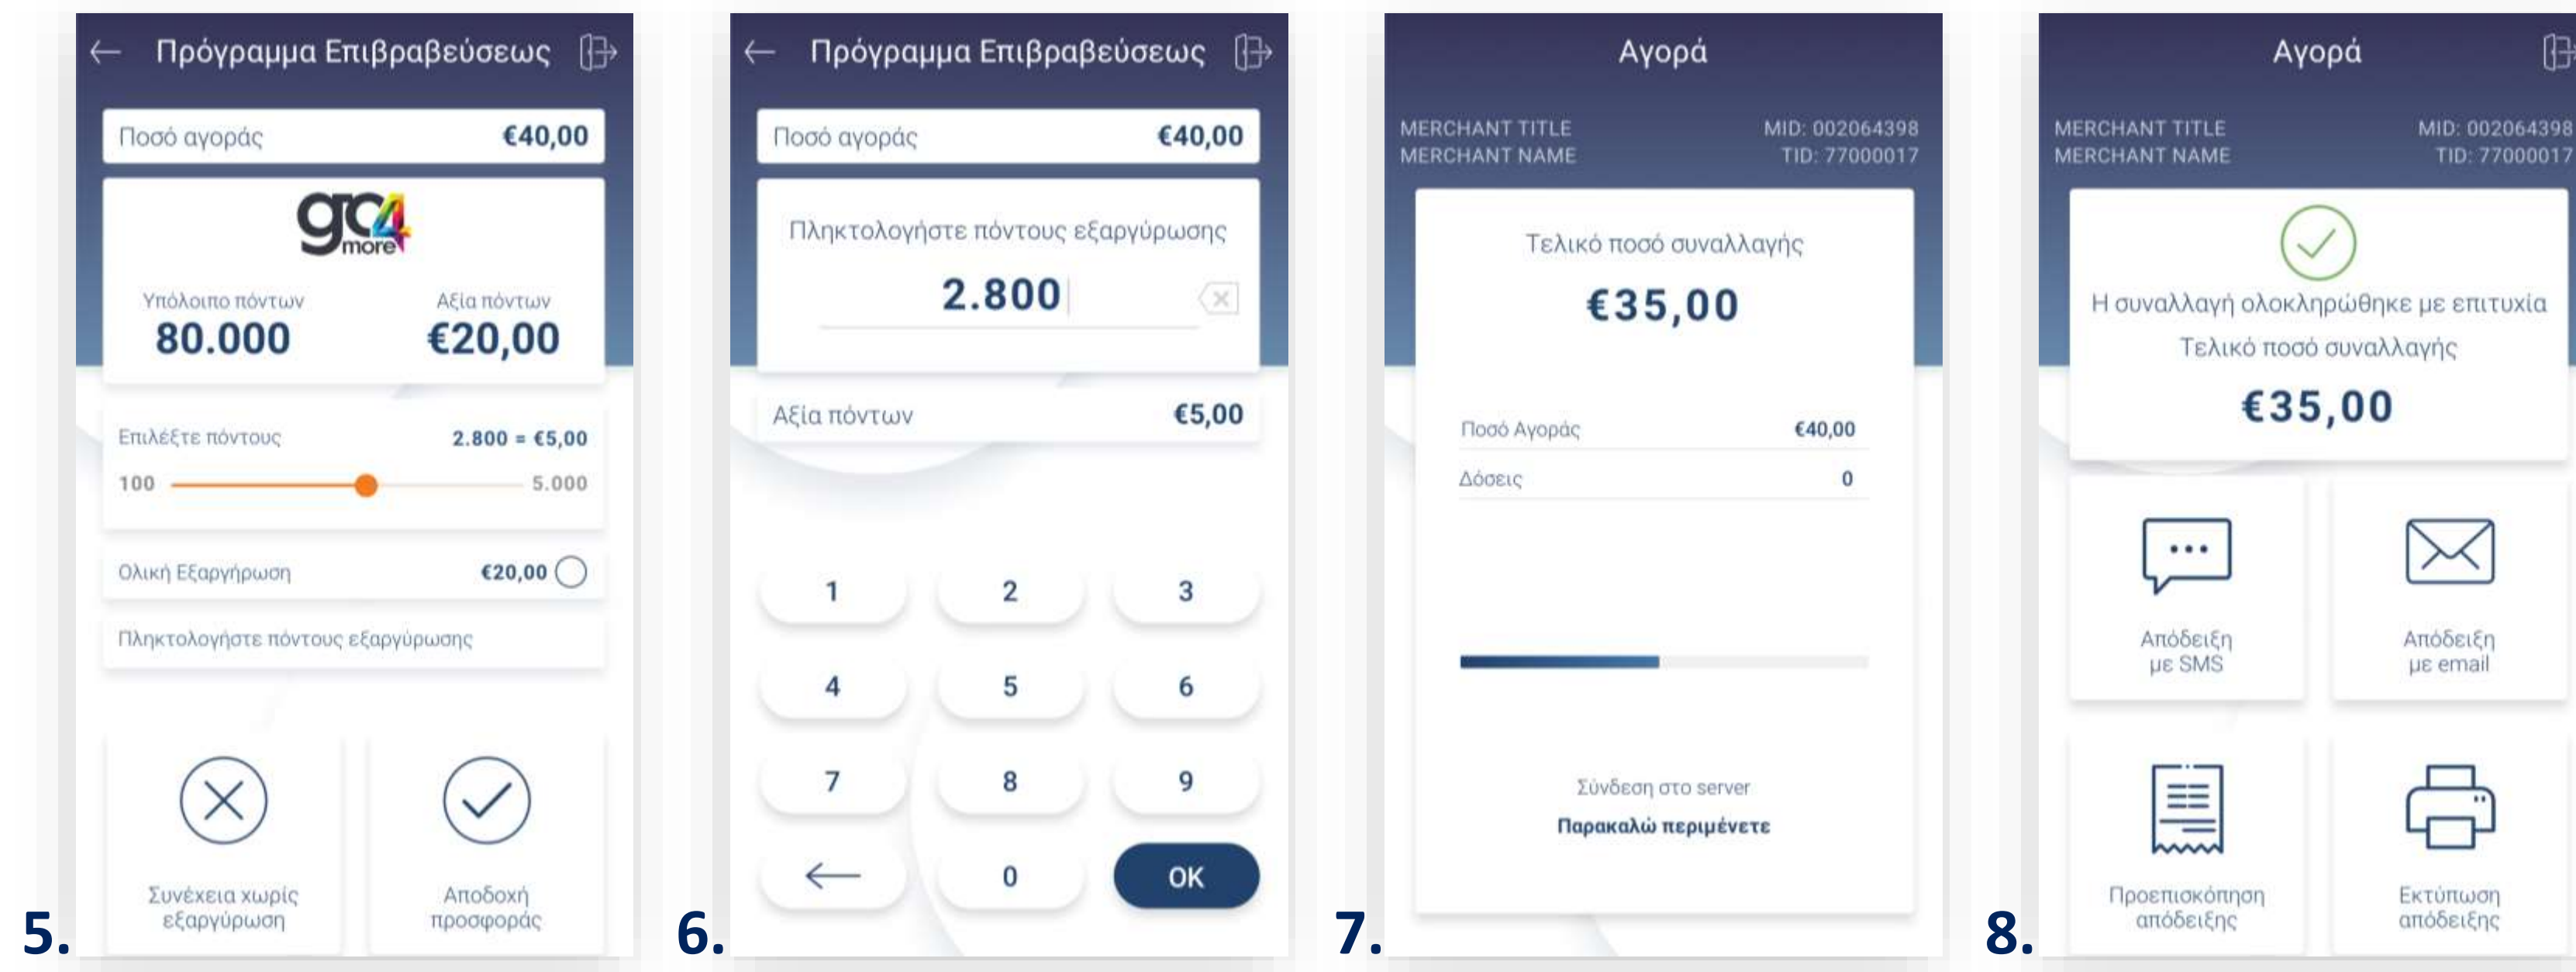 Πρόγραμμα Επιβραβεύσεως
Ποσό αγοράς €40,00
go4
more
Υπόλοιπο πόντων Αξία πόντων
80.000 €20,00
Επιλέξτε πόντους 2.800 = €5,00
100 5.000
Ολική Εξαργήρωση €20,00
Πληκτολογήστε πόντους εξαργύρωσης
Συνέχεια χωρίς
εξαργύρωση
Αποδοχή
προσφοράς
5.
Πρόγραμμα Επιβραβεύσεως
Ποσό αγοράς €40,00
Πληκτολογήστε πόντους εξαργύρωσης
2.800
Αξία πόντων €5,00
1 2 3
4 5 6
7 8 9
0 OK
6.
Αγορά
MERCHANT TITLE MID: 002064398
MERCHANT NAME TID: 77000017
Τελικό ποσό συναλλαγής
€35,00
Ποσό Αγοράς €40,00
Δόσεις 0
Σύνδεση στο server
Παρακαλώ περιμένετε
7.
Αγορά
MERCHANT TITLE MID: 002064398
MERCHANT NAME TID: 77000017
Η συναλλαγή ολοκληρώθηκε με επιτυχία
Τελικό ποσό συναλλαγής
€35,00
Απόδειξη
με SMS
Απόδειξη
με email
Προεπισκόπηση
απόδειξης
Εκτύπωση
απόδειξης
8.